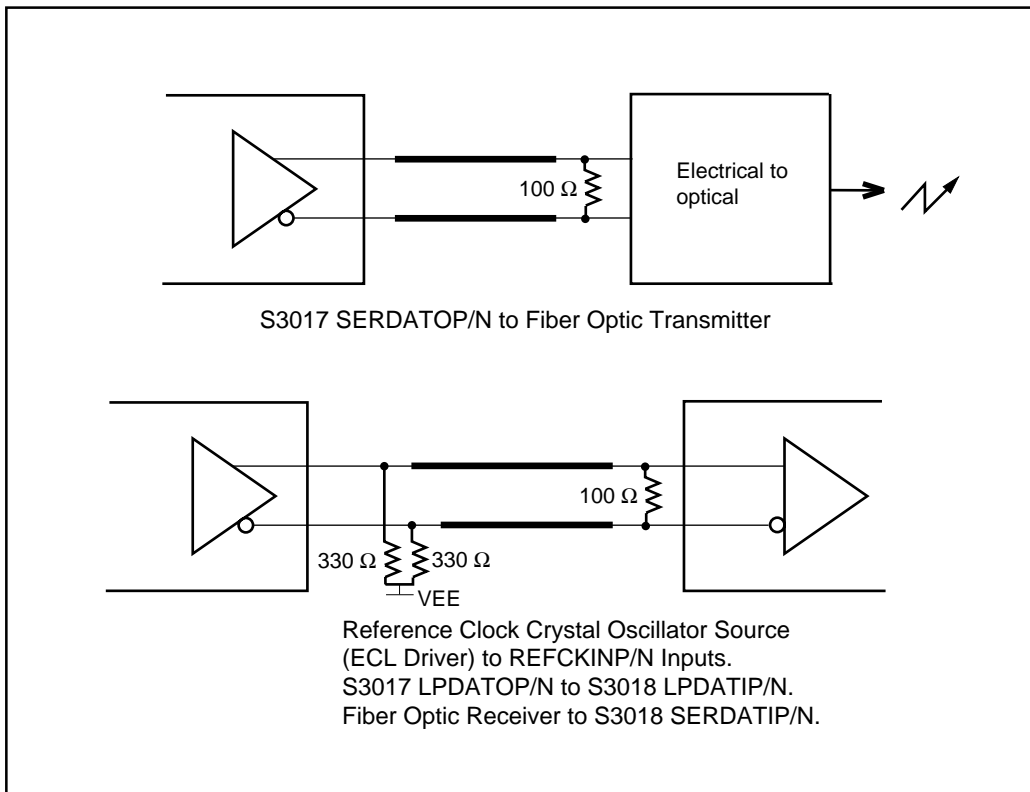 Electrical to
optical
100 Ω
S3017 SERDATOP/N to Fiber Optic Transmitter
100 Ω
330 Ω
330 Ω
VEE
Reference Clock Crystal Oscillator Source
(ECL Driver) to REFCKINP/N Inputs.
S3017 LPDATOP/N to S3018 LPDATIP/N.
Fiber Optic Receiver to S3018 SERDATIP/N.